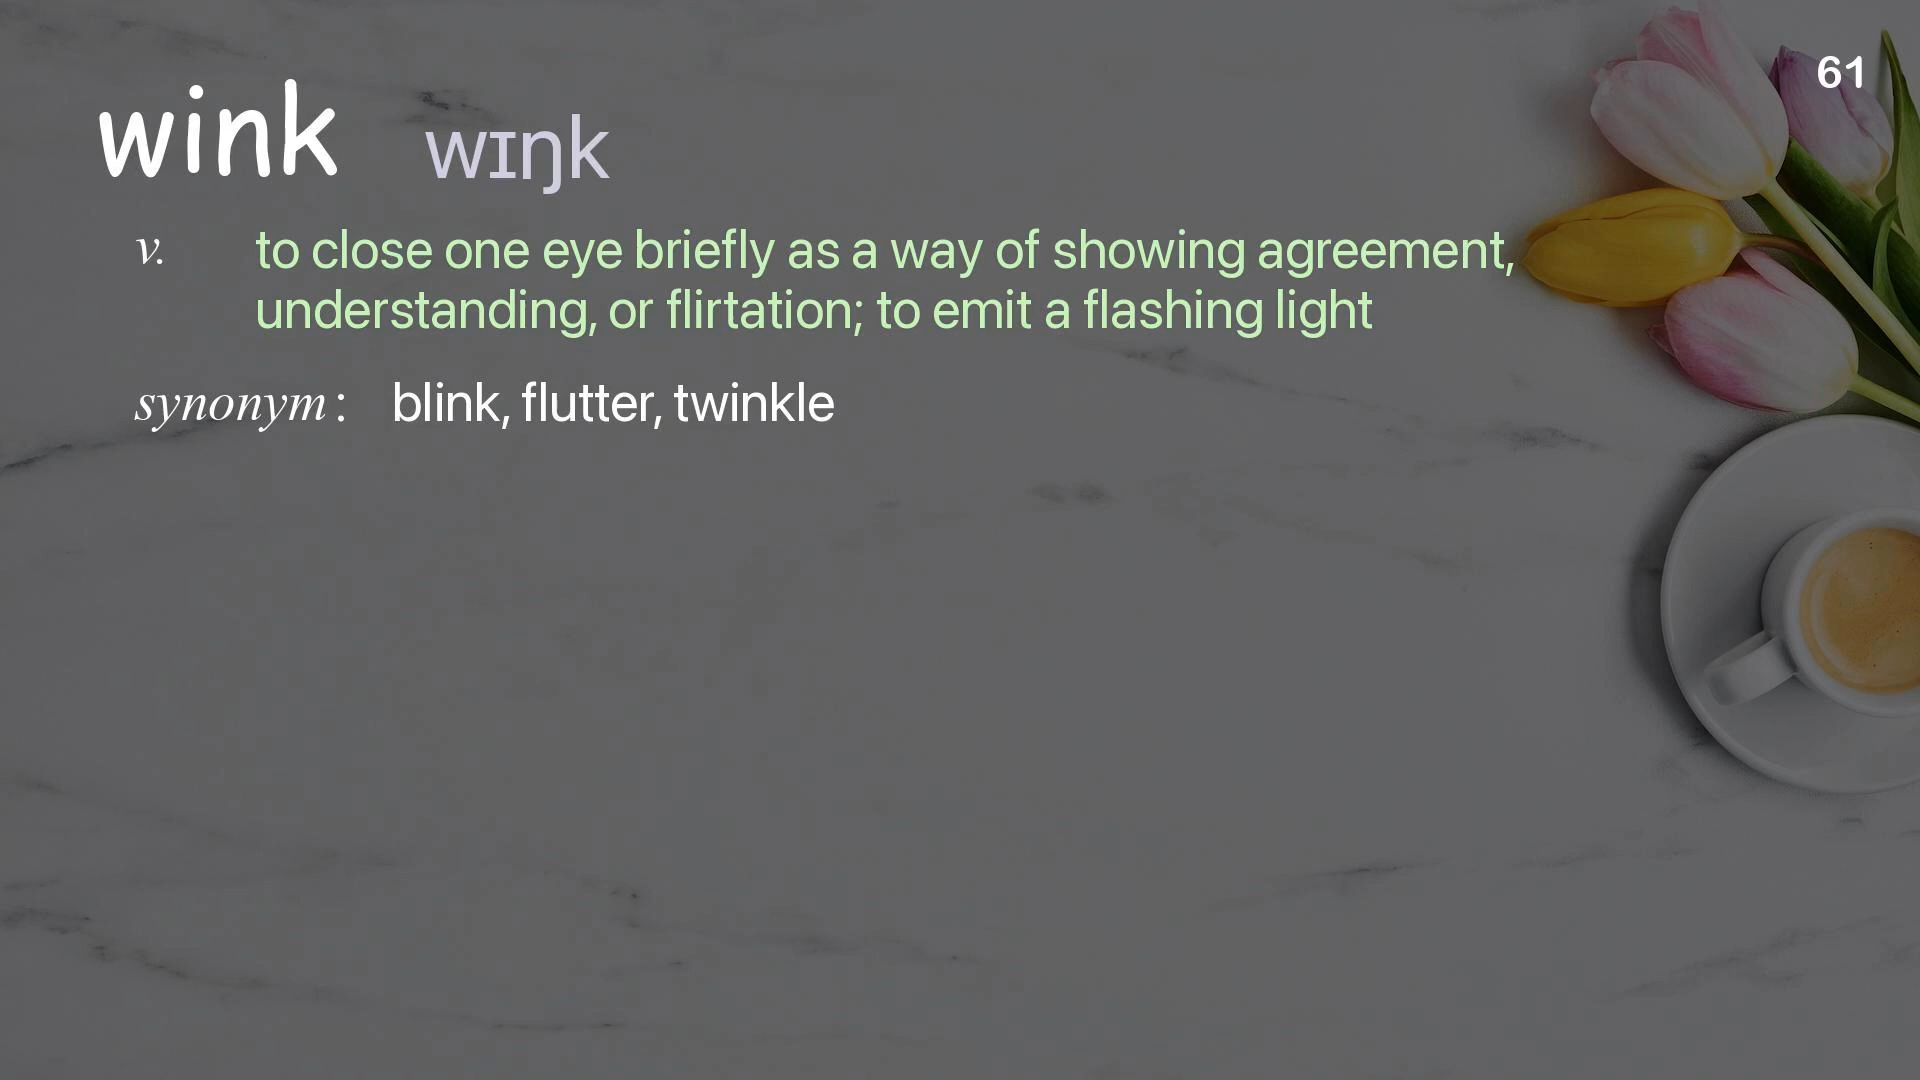 61
wink wɪŋk
v. to close one eye briefly as a way of showing agreement,
understanding, or flirtation; to emit a flashing light
synonym : blink, flutter, twinkle